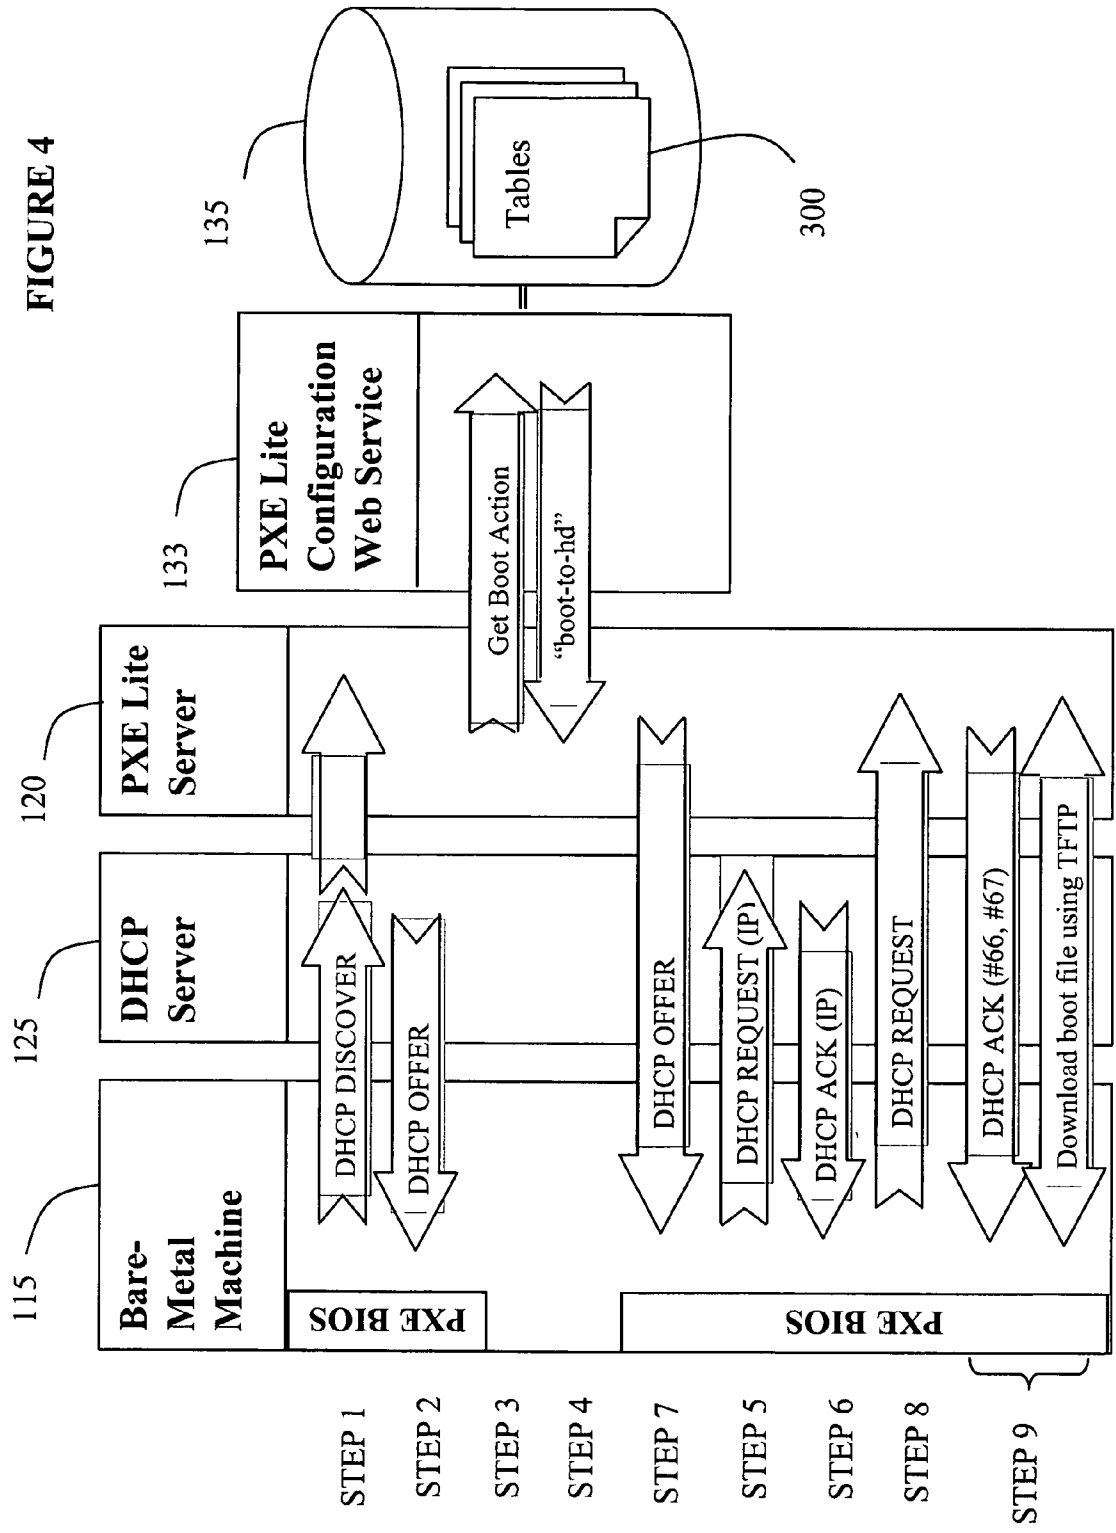 FIGURE 4
115
125
120
133
135
Bare-
Metal
Machine
DHCP
Server
PXE Lite
Server
PXE Lite
Configuration
Web Service
Tables
300
PXE BIOS
PXE BIOS
STEP 1
DHCP DISCOVER
STEP 2
DHCP OFFER
STEP 3
Get Boot Action
STEP 4
“boot-to-hd”
STEP 7
DHCP OFFER
STEP 5
DHCP REQUEST (IP)
STEP 6
DHCP ACK (IP)
STEP 8
DHCP REQUEST
STEP 9
DHCP ACK (#66, #67)
Download boot file using TFTP